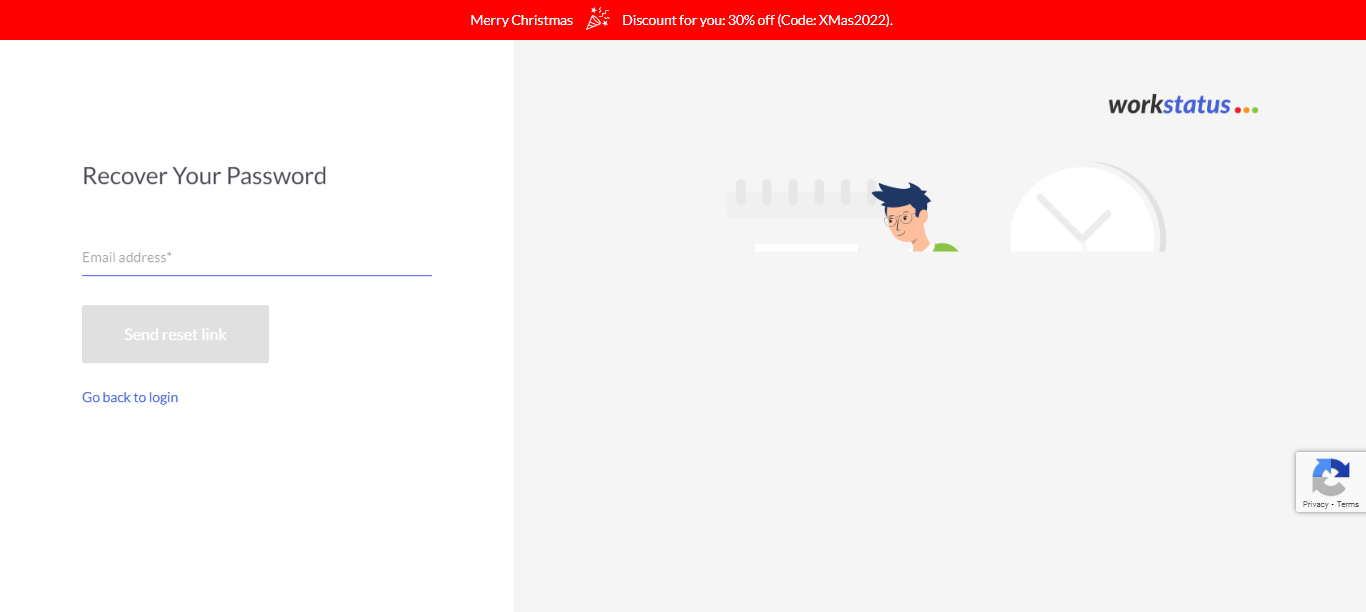 Merry Christmas Discount for you: 30% off (Code: XMas2022).
workstatus
Recover Your Password
Email address*
Send reset link
Go back to login
Privacy - Terms